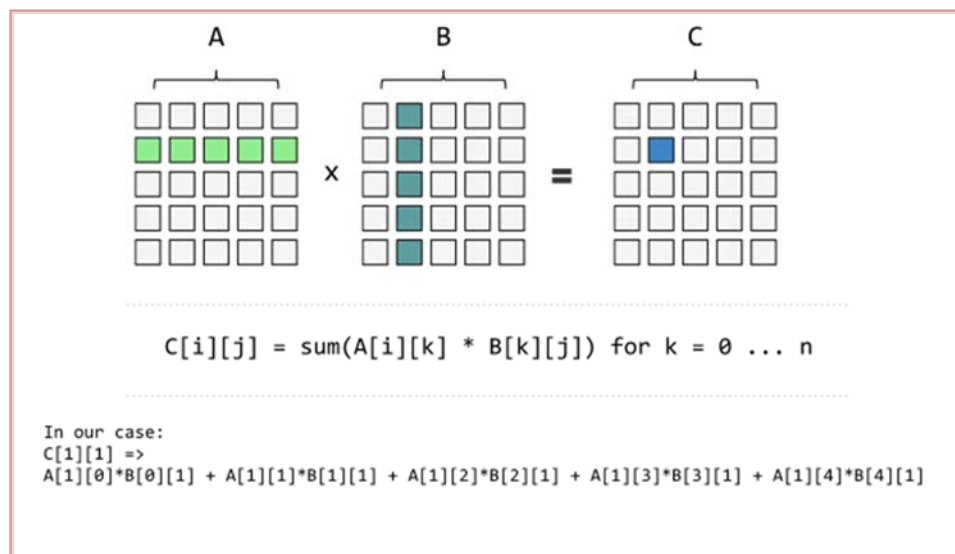 A B C
x =
C[i][j] = sum(A[i][k] * B[k][j]) for k = 0 ... n
In our case:
C[1][1] =>
A[1][0]*B[0][1] + A[1][1]*B[1][1] + A[1][2]*B[2][1] + A[1][3]*B[3][1] + A[1][4]*B[4][1]